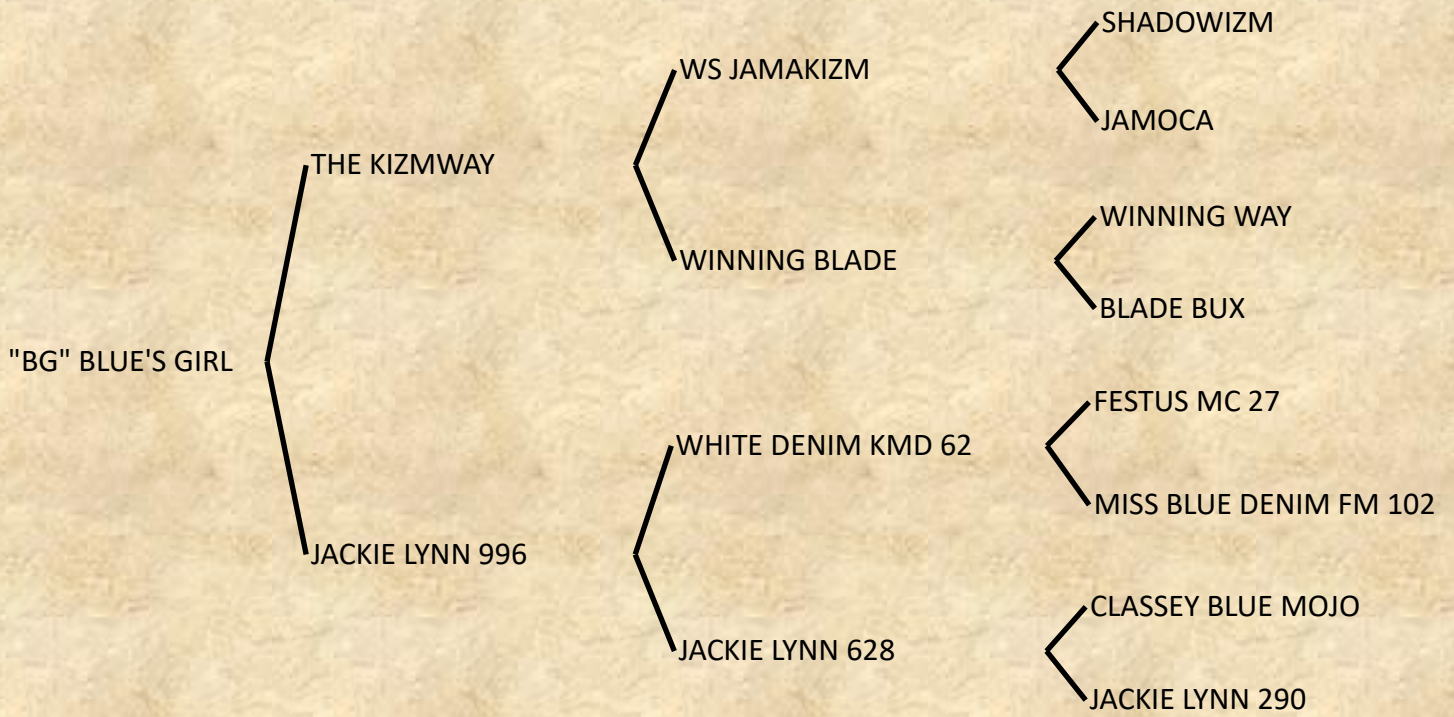 SHADOWIZM
WS JAMAKIZM
JAMOCA
THE KIZMWAY
WINNING WAY
WINNING BLADE
BLADE BUX
"BG" BLUE'S GIRL
FESTUS MC 27
WHITE DENIM KMD 62
MISS BLUE DENIM FM 102
JACKIE LYNN 996
CLASSEY BLUE MOJO
JACKIE LYNN 628
JACKIE LYNN 290